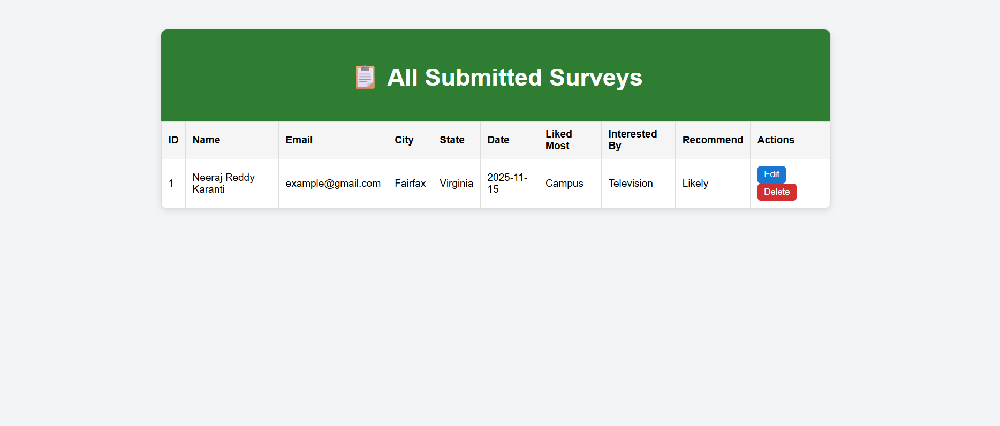 📋 All Submitted Surveys
ID Name Email City State Date Liked Most Interested By Recommend Actions
1 Neeraj Reddy Karanti example@gmail.com Fairfax Virginia 2025-11-15 Campus Television Likely Edit
Delete